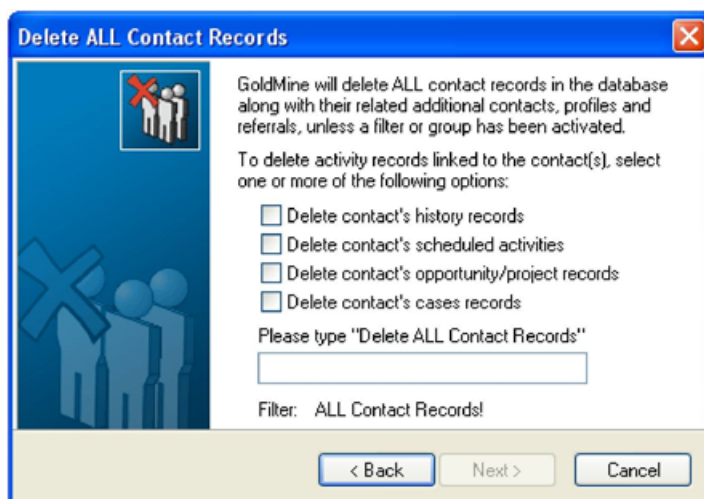 Delete ALL Contact Records
GoldMine will delete ALL contact records in the database
along with their related additional contacts, profiles and
referrals, unless a filter or group has been activated.
To delete activity records linked to the contact(s), select
one or more of the following options:
Delete contact's history records
Delete contact's scheduled activities
Delete contact's opportunity/project records
Delete contact's cases records
Please type "Delete ALL Contact Records"
Filter: ALL Contact Records!
< Back Next > Cancel